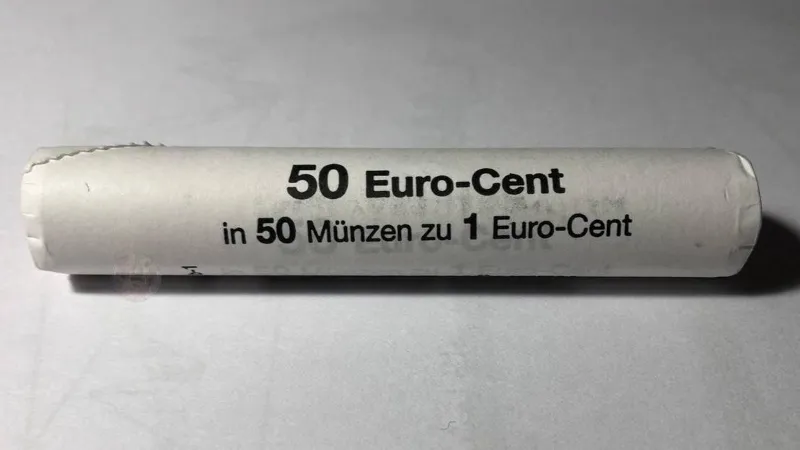 50 Euro-Cent
in 50 Münzen zu 1 Euro-Cent